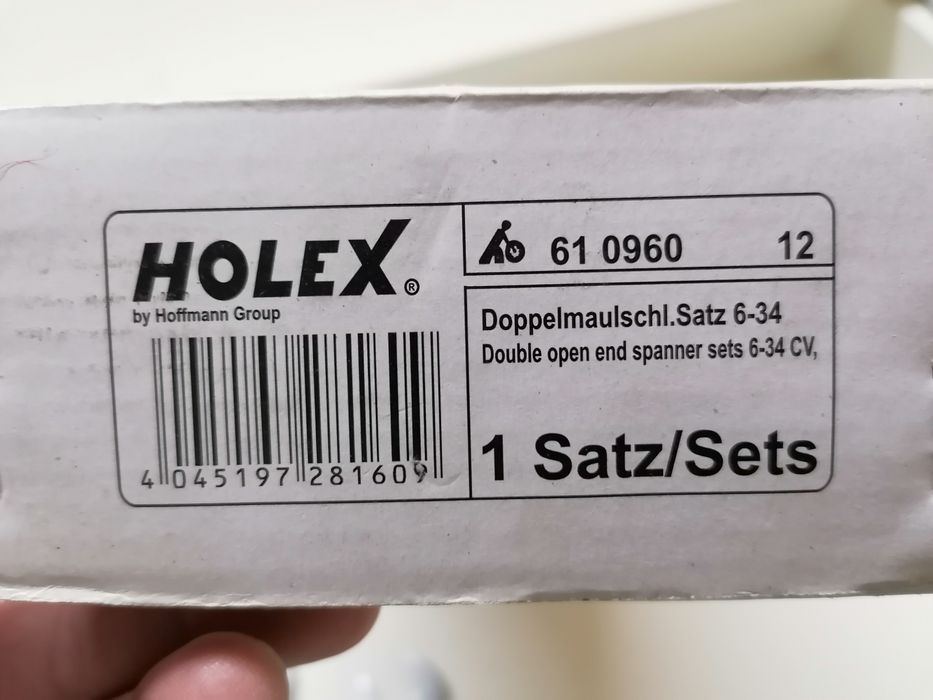 HOLEX®
by Hoffmann Group
4 045197 281609
61 0960 12
Doppelmaulschl.Satz 6-34
Double open end spanner sets 6-34 CV,
1 Satz/Sets